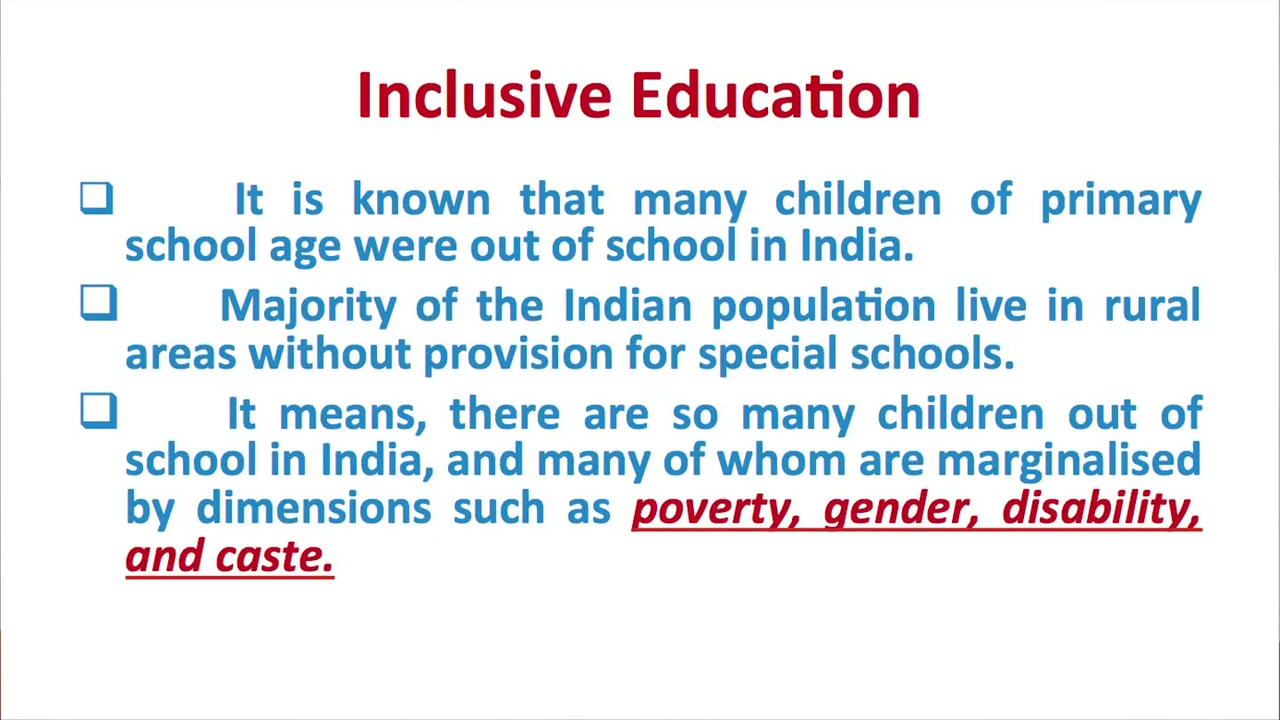 Inclusive Education
It is known that many children of primary
school age were out of school in India.
Majority of the Indian population live in rural
areas without provision for special schools.
It means, there are so many children out of
school in India, and many of whom are marginalised
by dimensions such as poverty, gender, disability,
and caste.